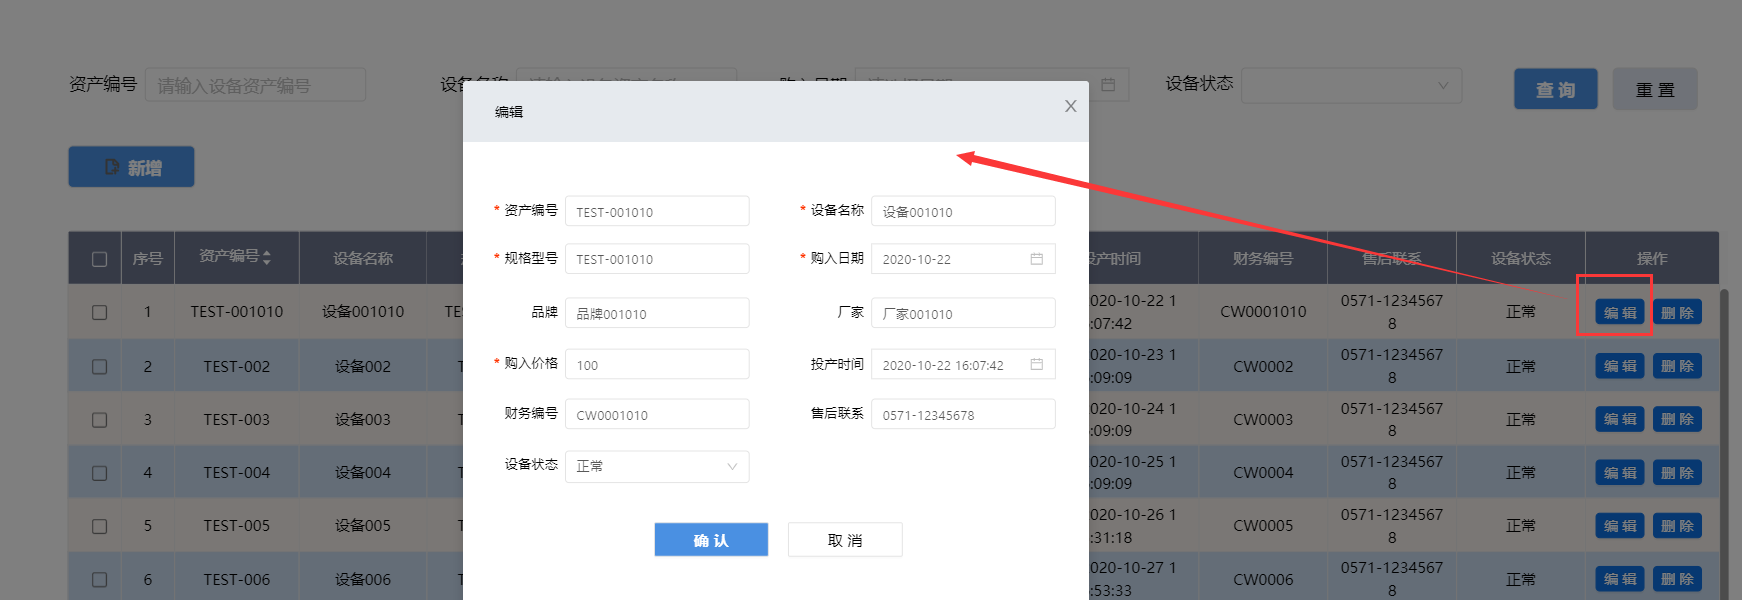 资产编号 请输入设备资产编号 设备状态 查询 重置
编辑
新增
* 资产编号 TEST-001010 * 设备名称 设备001010
* 规格型号 TEST-001010 * 购入日期 2020-10-22
品牌 品牌001010 厂家 厂家001010
* 购入价格 100 投产时间 2020-10-22 16:07:42
财务编号 CW0001010 售后联系 0571-12345678
设备状态 正常
确认 取消
序号 资产编号 设备名称 投产时间 财务编号 售后联系 设备状态 操作
1 TEST-001010 设备001010 TE 020-10-22 1 CW0001010 0571-1234567 正常 编辑 删除
:07:42 8
2 TEST-002 设备002 020-10-23 1 CW0002 0571-1234567 正常 编辑 删除
:09:09 8
3 TEST-003 设备003 020-10-24 1 CW0003 0571-1234567 正常 编辑 删除
:09:09 8
4 TEST-004 设备004 020-10-25 1 CW0004 0571-1234567 正常 编辑 删除
:09:09 8
5 TEST-005 设备005 020-10-26 1 CW0005 0571-1234567 正常 编辑 删除
:31:18 8
6 TEST-006 设备006 020-10-27 1 CW0006 0571-1234567 正常 编辑 删除
:53:33 8